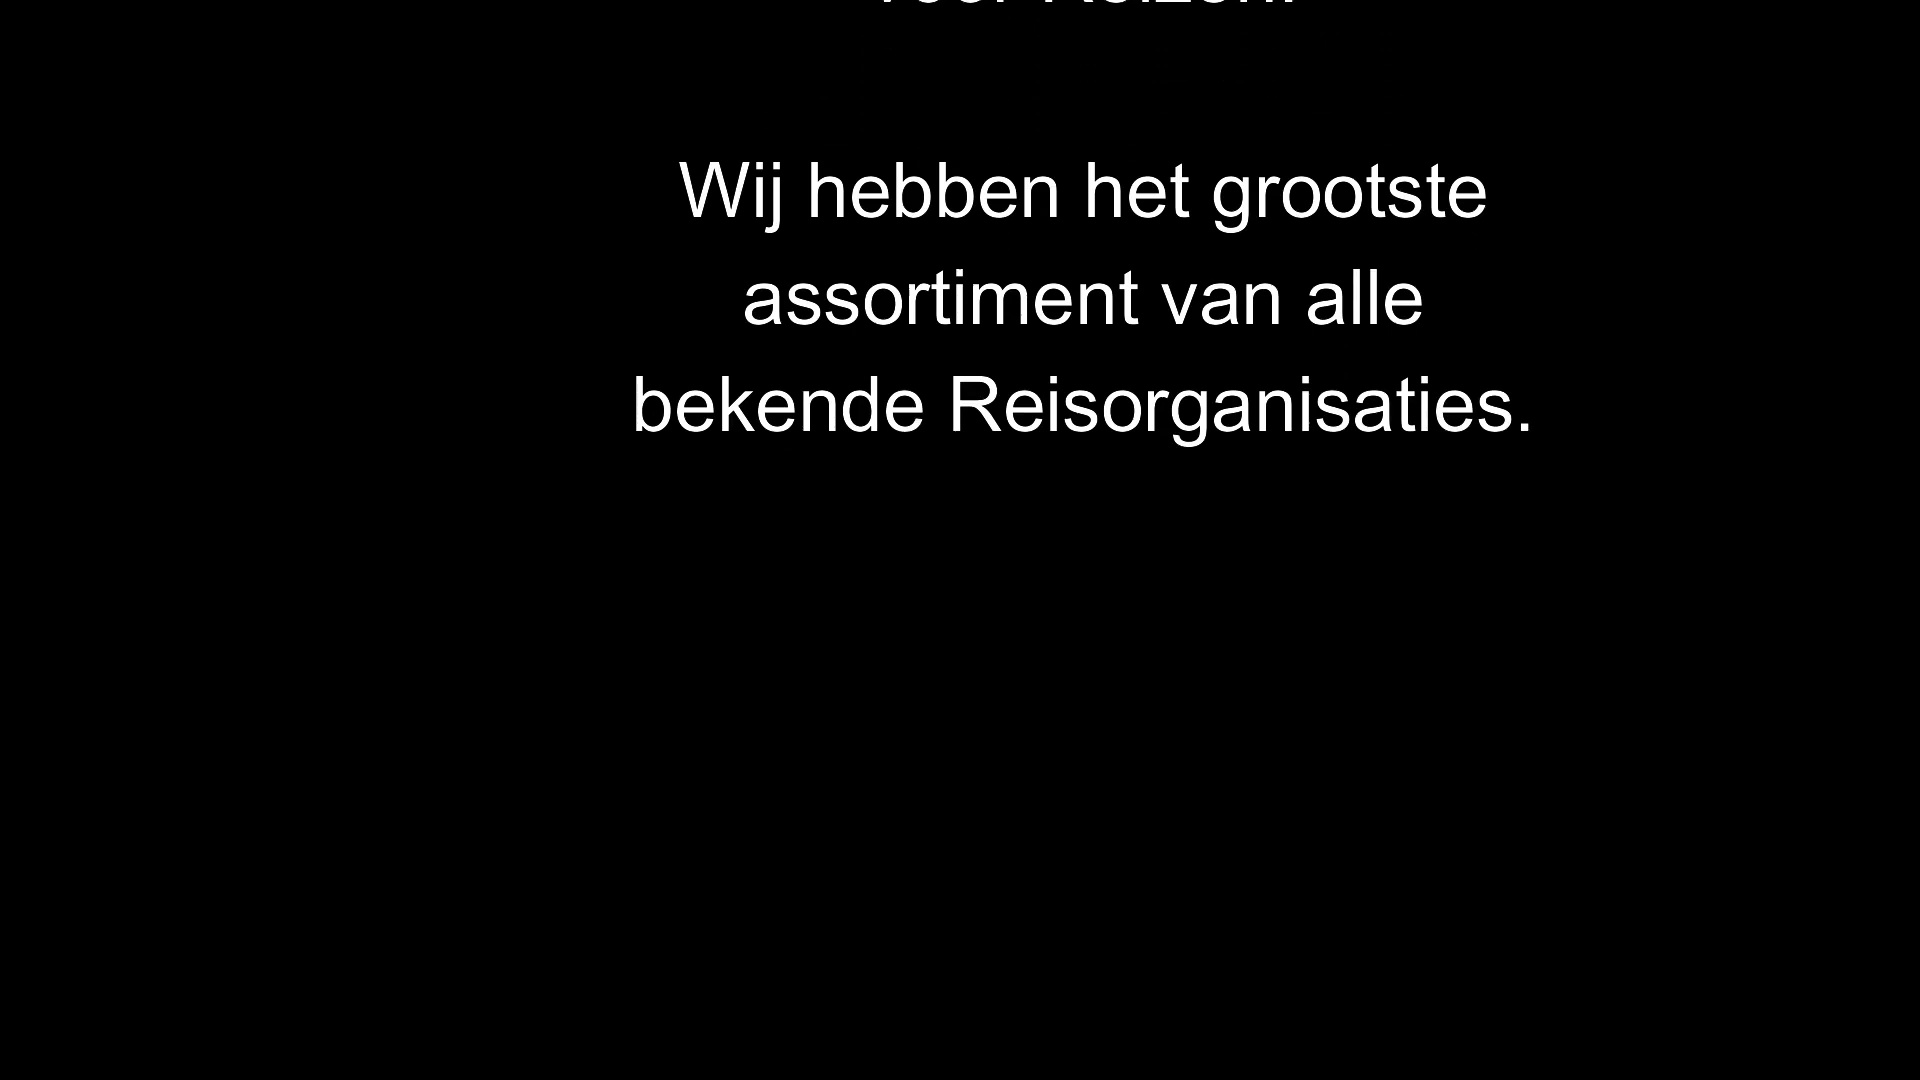 Wij hebben het grootste
assortiment van alle
bekende Reisorganisaties.